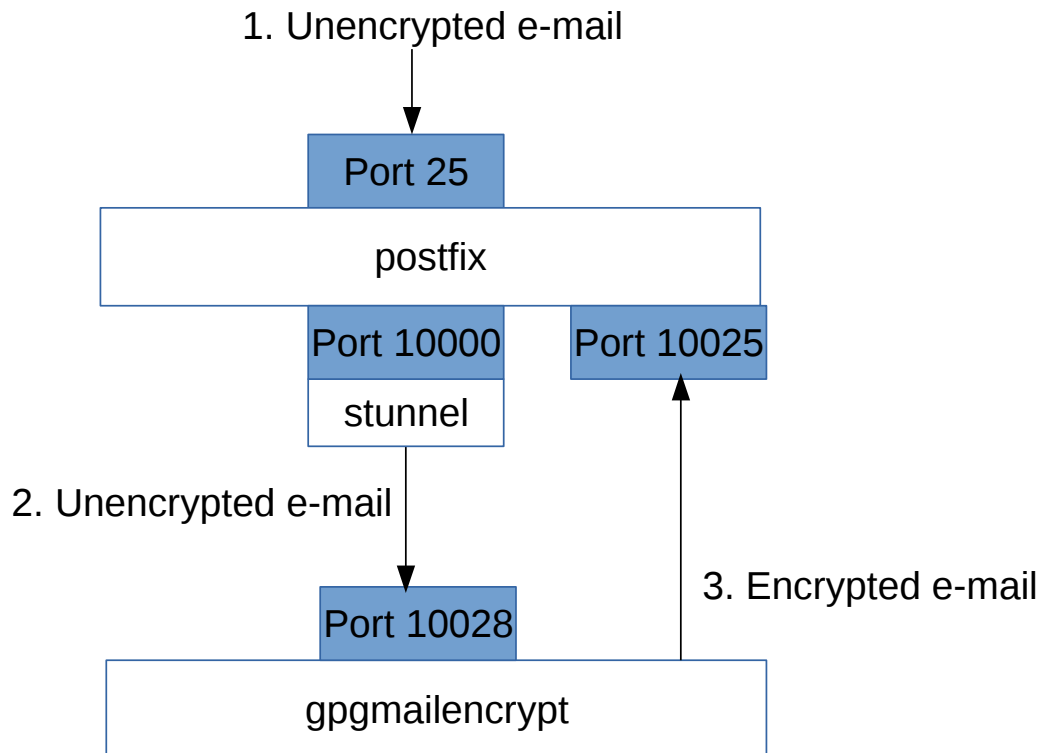 1. Unencrypted e-mail
Port 25
postfix
Port 10000
Port 10025
stunnel
2. Unencrypted e-mail
3. Encrypted e-mail
Port 10028
gpgmailencrypt